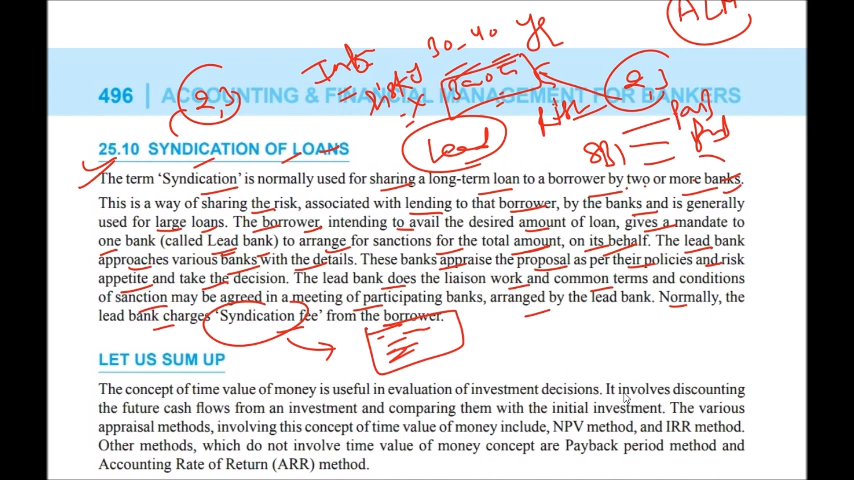 ALM
30-40 YR
Infra
Risky
2,3
2,3
496 | ACCOUNTING & FINANCIAL MANAGEMENT FOR BANKERS
X
Lead
SBI
25.10 SYNDICATION OF LOANS
The term ‘Syndication’ is normally used for sharing a long-term loan to a borrower by two or more banks.
This is a way of sharing the risk, associated with lending to that borrower, by the banks and is generally
used for large loans. The borrower, intending to avail the desired amount of loan, gives a mandate to
one bank (called Lead bank) to arrange for sanctions for the total amount, on its behalf. The lead bank
approaches various banks with the details. These banks appraise the proposal as per their policies and risk
appetite and take the decision. The lead bank does the liaison work and common terms and conditions
of sanction may be agreed in a meeting of participating banks, arranged by the lead bank. Normally, the
lead bank charges ‘Syndication fee’ from the borrower.
LET US SUM UP
The concept of time value of money is useful in evaluation of investment decisions. It involves discounting
the future cash flows from an investment and comparing them with the initial investment. The various
appraisal methods, involving this concept of time value of money include, NPV method, and IRR method.
Other methods, which do not involve time value of money concept are Payback period method and
Accounting Rate of Return (ARR) method.